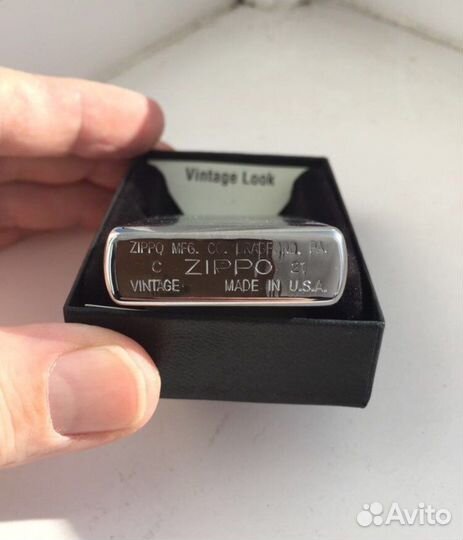 Vintage Look
ZIPPO MFG. CO. BRADFORD, PA.
C ZIPPO 21
VINTAGE MADE IN U.S.A.
Avito